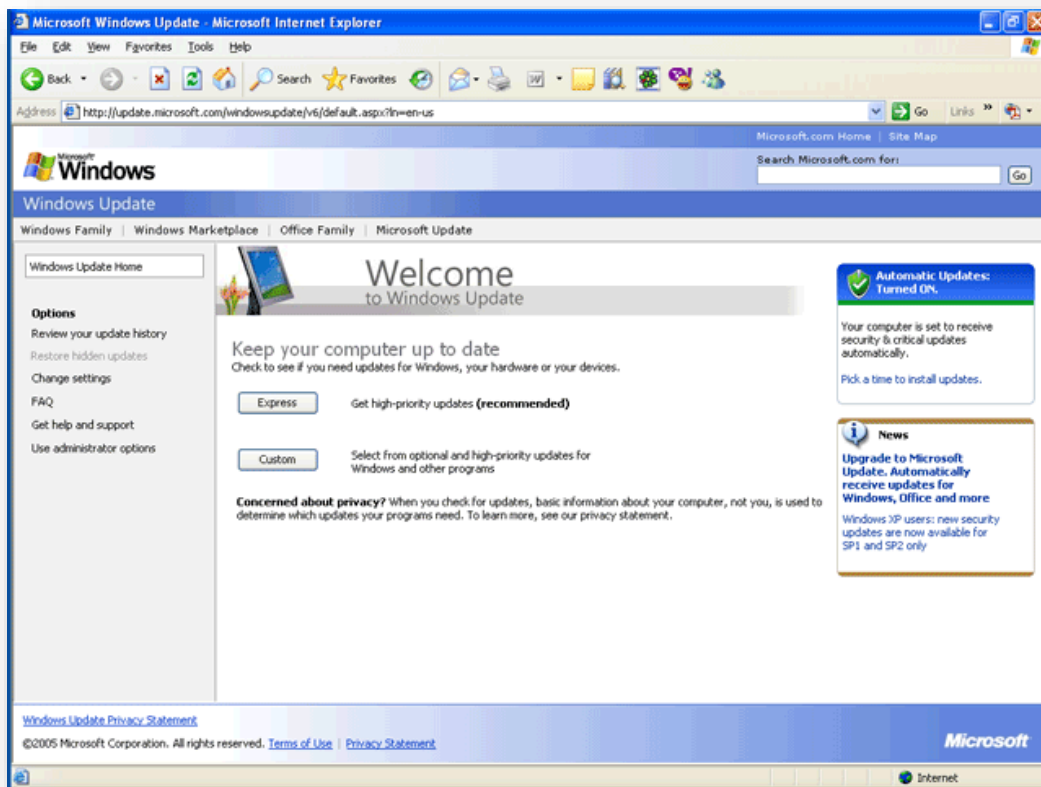 Microsoft Windows Update - Microsoft Internet Explorer
File Edit View Favorites Tools Help
Back Search Favorites
Address http://update.microsoft.com/windowsupdate/v6/default.aspx?ln=en-us Go Links »
Microsoft.com Home | Site Map
Microsoft
Windows
Search Microsoft.com for:
Go
Windows Update
Windows Family | Windows Marketplace | Office Family | Microsoft Update
Windows Update Home
Options
Review your update history
Restore hidden updates
Change settings
FAQ
Get help and support
Use administrator options
Welcome
to Windows Update
Keep your computer up to date
Check to see if you need updates for Windows, your hardware or your devices.
Express Get high-priority updates (recommended)
Custom Select from optional and high-priority updates for
Windows and other programs
Concerned about privacy? When you check for updates, basic information about your computer, not you, is used to
determine which updates your programs need. To learn more, see our privacy statement.
Automatic Updates:
Turned ON.
Your computer is set to receive
security & critical updates
automatically.
Pick a time to install updates.
News
Upgrade to Microsoft
Update. Automatically
receive updates for
Windows, Office and more
Windows XP users: new security
updates are now available for
SP1 and SP2 only
Windows Update Privacy Statement
©2005 Microsoft Corporation. All rights reserved. Terms of Use | Privacy Statement
Microsoft
Internet